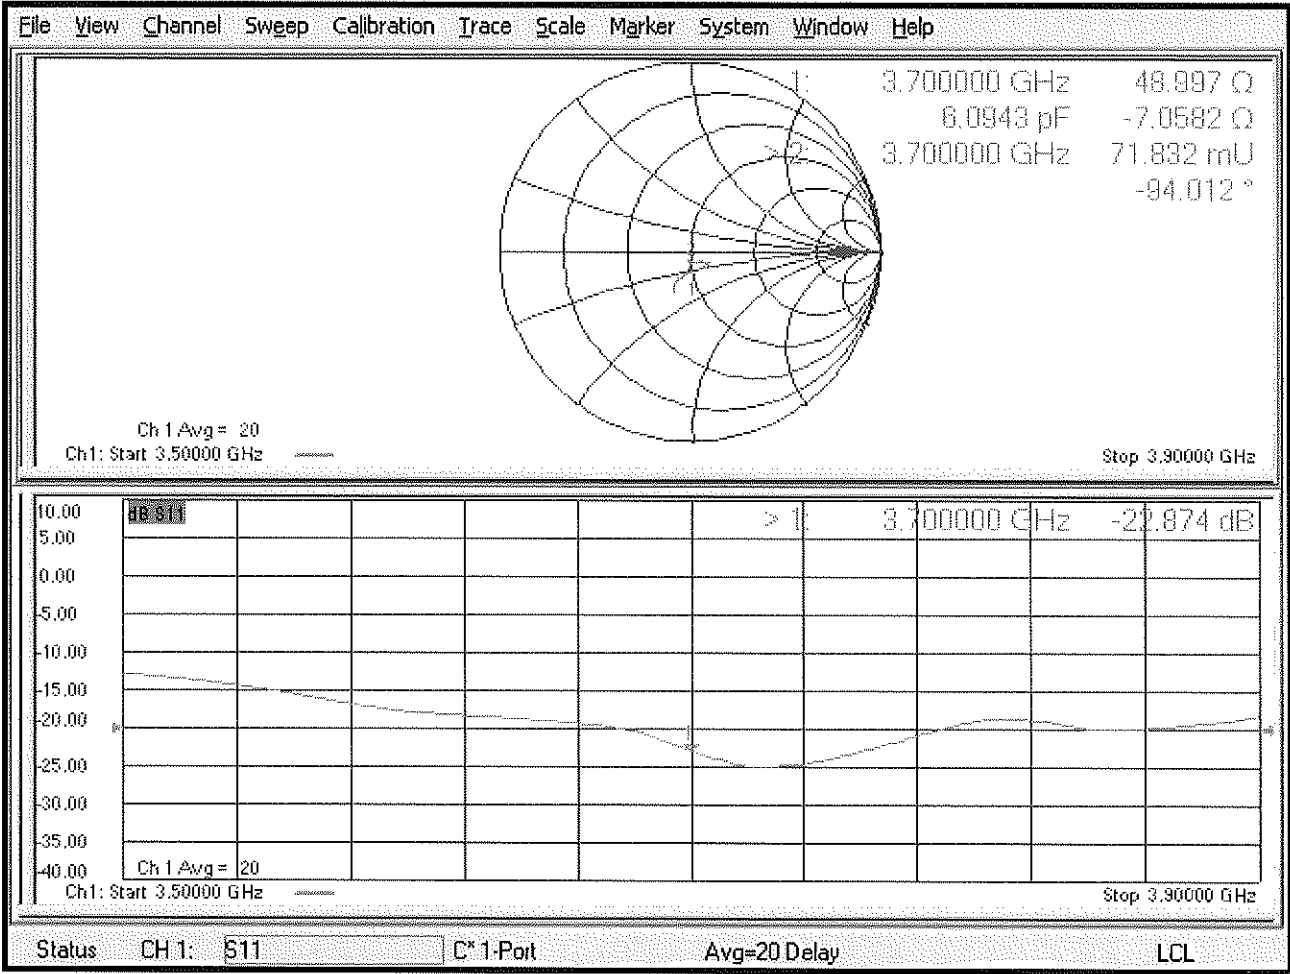 File View Channel Sweep Calibration Trace Scale Marker System Window Help
1: 3.700000 GHz 48.997 Ω
6.0943 pF -7.0582 Ω
> 2: 3.700000 GHz 71.832 mU
-94.012 °
Ch 1 Avg = 20
Ch1: Start 3.50000 GHz Stop 3.90000 GHz
10.00 dB S11 > 1: 3.700000 GHz -22.874 dB
5.00
0.00
-5.00
-10.00
-15.00
-20.00
-25.00
-30.00
-35.00
-40.00 Ch 1 Avg = 20
Ch1: Start 3.50000 GHz Stop 3.90000 GHz
Status CH 1: S11 C* 1-Port Avg=20 Delay LCL